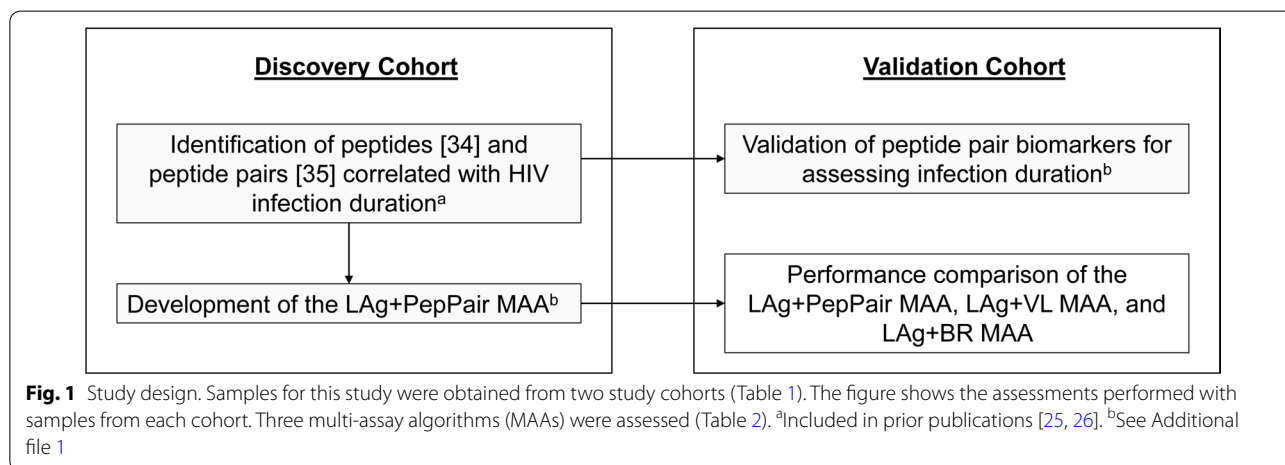 Discovery Cohort
Identification of peptides [34] and
peptide pairs [35] correlated with HIV
infection durationᵃ
Development of the LAg+PepPair MAAᵇ
Validation Cohort
Validation of peptide pair biomarkers for
assessing infection durationᵇ
Performance comparison of the
LAg+PepPair MAA, LAg+VL MAA, and
LAg+BR MAA
Fig. 1 Study design. Samples for this study were obtained from two study cohorts (Table 1). The figure shows the assessments performed with
samples from each cohort. Three multi-assay algorithms (MAAs) were assessed (Table 2). ᵃIncluded in prior publications [25, 26]. ᵇSee Additional
file 1